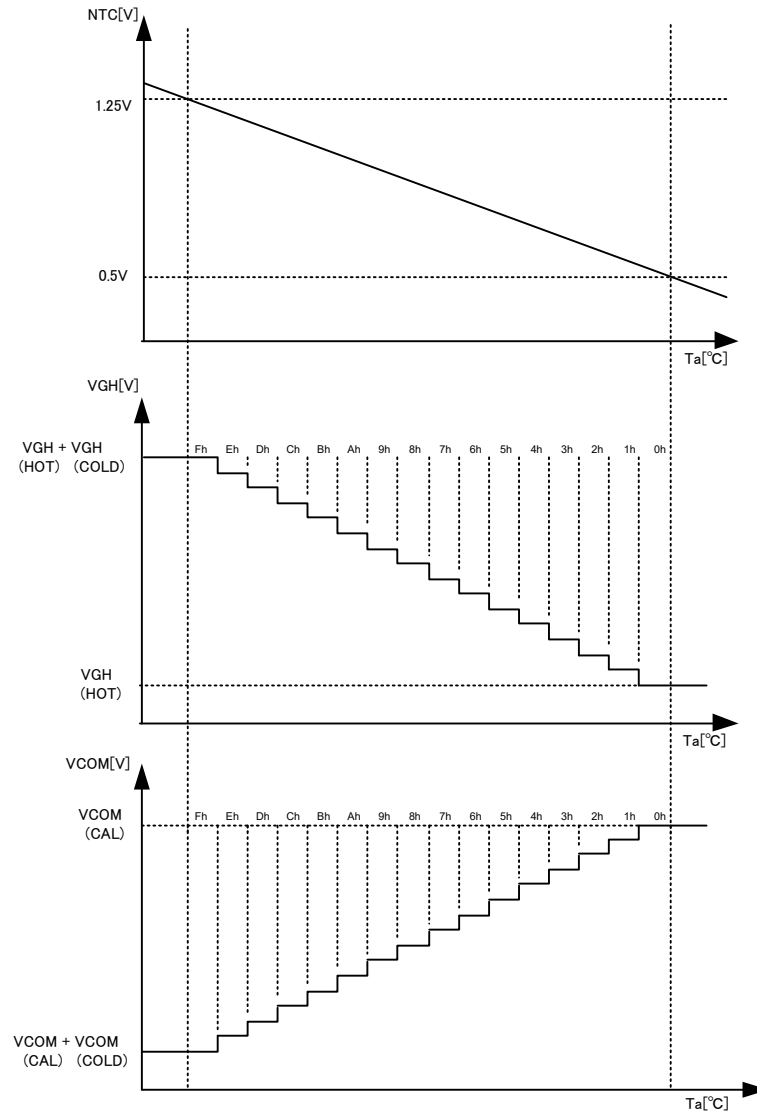 NTC[V]
1.25V
0.5V
Ta[°C]
VGH[V]
VGH + VGH
(HOT) (COLD)
Fh Eh Dh Ch Bh Ah 9h 8h 7h 6h 5h 4h 3h 2h 1h 0h
VGH
(HOT)
Ta[°C]
VCOM[V]
VCOM
(CAL)
Fh Eh Dh Ch Bh Ah 9h 8h 7h 6h 5h 4h 3h 2h 1h 0h
VCOM + VCOM
(CAL) (COLD)
Ta[°C]